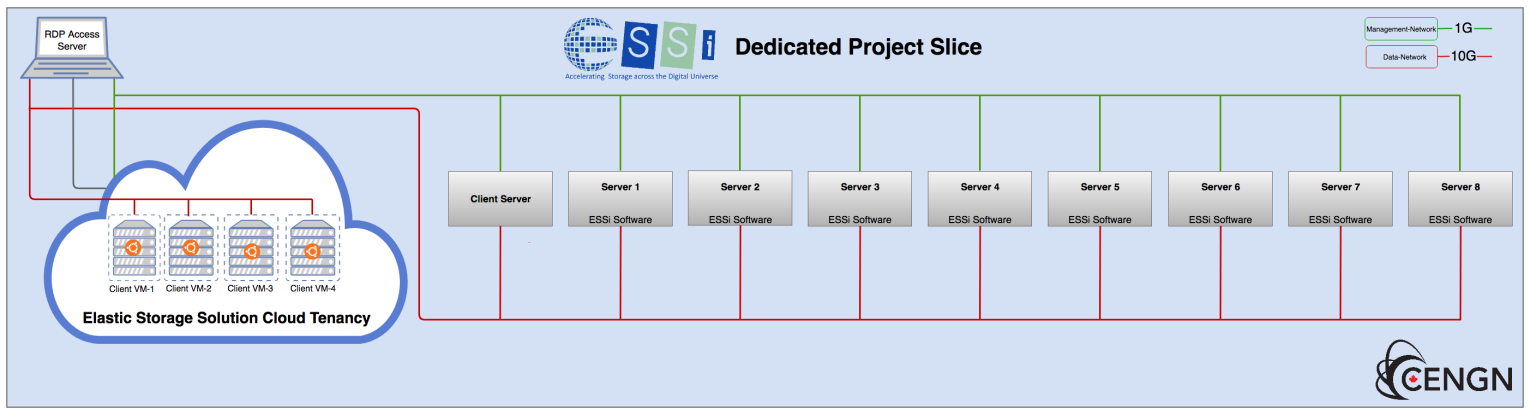 RDP Access
Server
ESSi
Accelerating Storage across the Digital Universe
Dedicated Project Slice
Management-Network
1G
Data-Network
10G
Client Server
Server 1
ESSi Software
Server 2
ESSi Software
Server 3
ESSi Software
Server 4
ESSi Software
Server 5
ESSi Software
Server 6
ESSi Software
Server 7
ESSi Software
Server 8
ESSi Software
Client VM-1
Client VM-2
Client VM-3
Client VM-4
Elastic Storage Solution Cloud Tenancy
CENGN